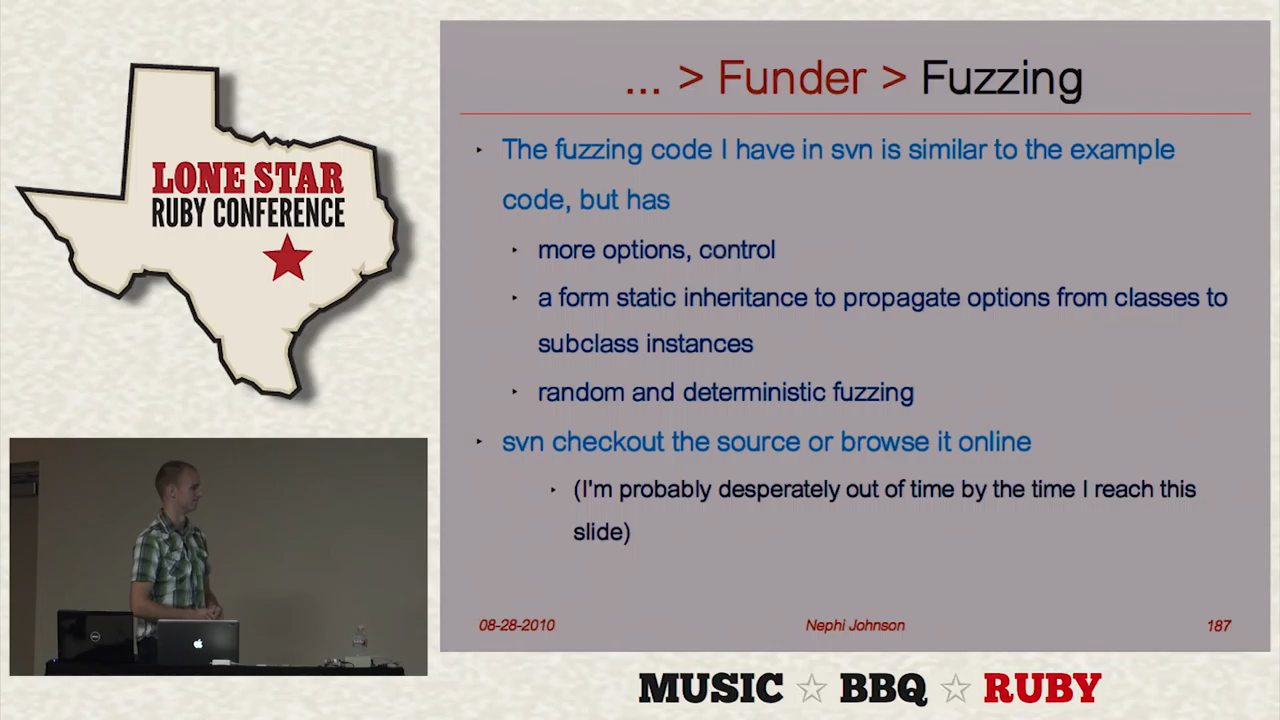 LONE STAR
RUBY CONFERENCE
... > Funder > Fuzzing
The fuzzing code I have in svn is similar to the example
code, but has
more options, control
a form static inheritance to propagate options from classes to
subclass instances
random and deterministic fuzzing
svn checkout the source or browse it online
(I'm probably desperately out of time by the time I reach this
slide)
08-28-2010 Nephi Johnson 187
MUSIC ☆ BBQ ☆ RUBY